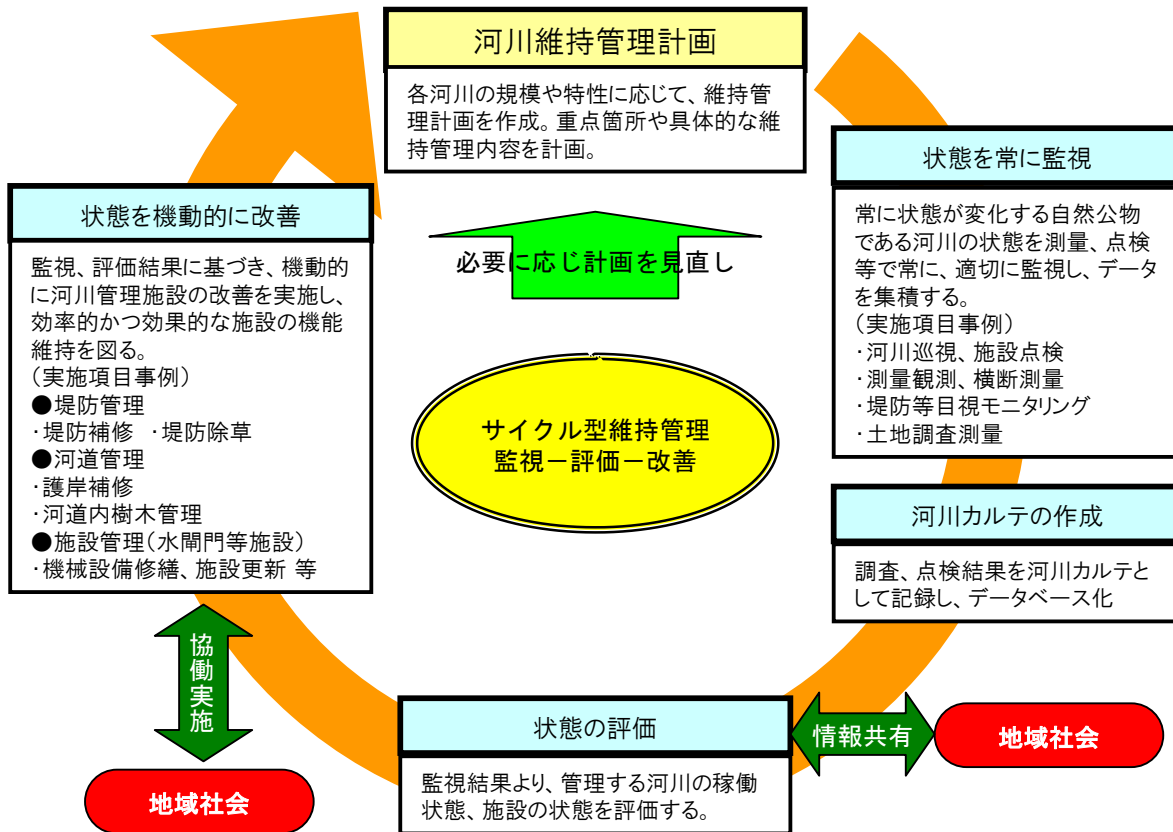 河川維持管理計画
各河川の規模や特性に応じて、維持管
理計画を作成。重点箇所や具体的な維
持管理内容を計画。
状態を常に監視
常に状態が変化する自然公物
である河川の状態を測量、点検
等で常に、適切に監視し、データ
を集積する。
（実施項目事例）
・河川巡視、施設点検
・測量観測、横断測量
・堤防等目視モニタリング
・土地調査測量
河川カルテの作成
調査、点検結果を河川カルテと
して記録し、データベース化
状態の評価
監視結果より、管理する河川の稼働
状態、施設の状態を評価する。
情報共有
地域社会
状態を機動的に改善
監視、評価結果に基づき、機動的
に河川管理施設の改善を実施し、
効率的かつ効果的な施設の機能
維持を図る。
（実施項目事例）
●堤防管理
・堤防補修　・堤防除草
●河道管理
・護岸補修
・河道内樹木管理
●施設管理（水閘門等施設）
・機械設備修繕、施設更新 等
協働実施
地域社会
必要に応じ計画を見直し
サイクル型維持管理
監視－評価－改善